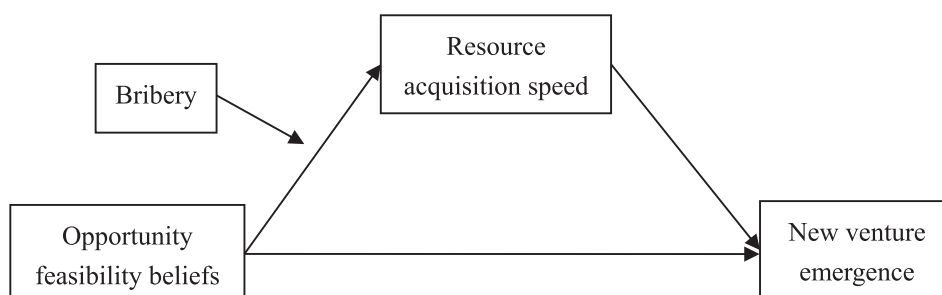 Resource
acquisition speed
Bribery
Opportunity
feasibility beliefs
New venture
emergence